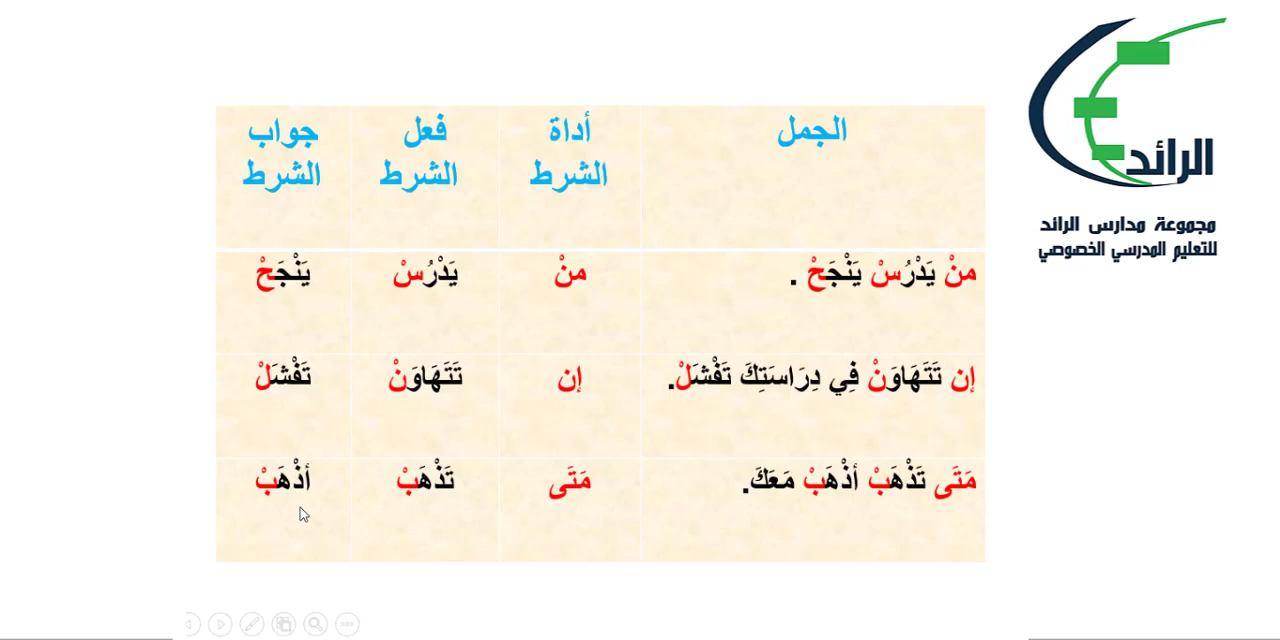 الرائد
مجموعة مدارس الرائد
للتعليم المدرسي الخصوصي
الجمل أداة الشرط فعل الشرط جواب الشرط
منْ يَدْرُسْ يَنْجَحْ . منْ يَدْرُسْ يَنْجَحْ
إن تَتَهَاوَنْ فِي دِرَاسَتِكَ تَفْشَلْ. إن تَتَهَاوَنْ تَفْشَلْ
مَتَى تَذْهَبْ أذْهَبْ مَعَكَ. مَتَى تَذْهَبْ أذْهَبْ